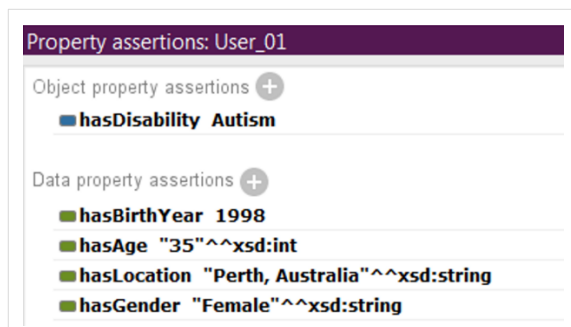 Property assertions: User_01
Object property assertions
hasDisability Autism
Data property assertions
hasBirthYear 1998
hasAge "35"^^xsd:int
hasLocation "Perth, Australia"^^xsd:string
hasGender "Female"^^xsd:string